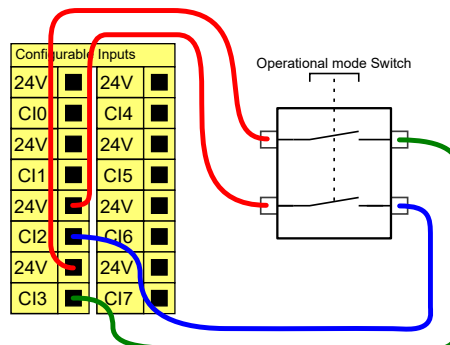 Configurable Inputs
Operational mode Switch
24V 24V
CI0 CI4
24V 24V
CI1 CI5
24V 24V
CI2 CI6
24V 24V
CI3 CI7